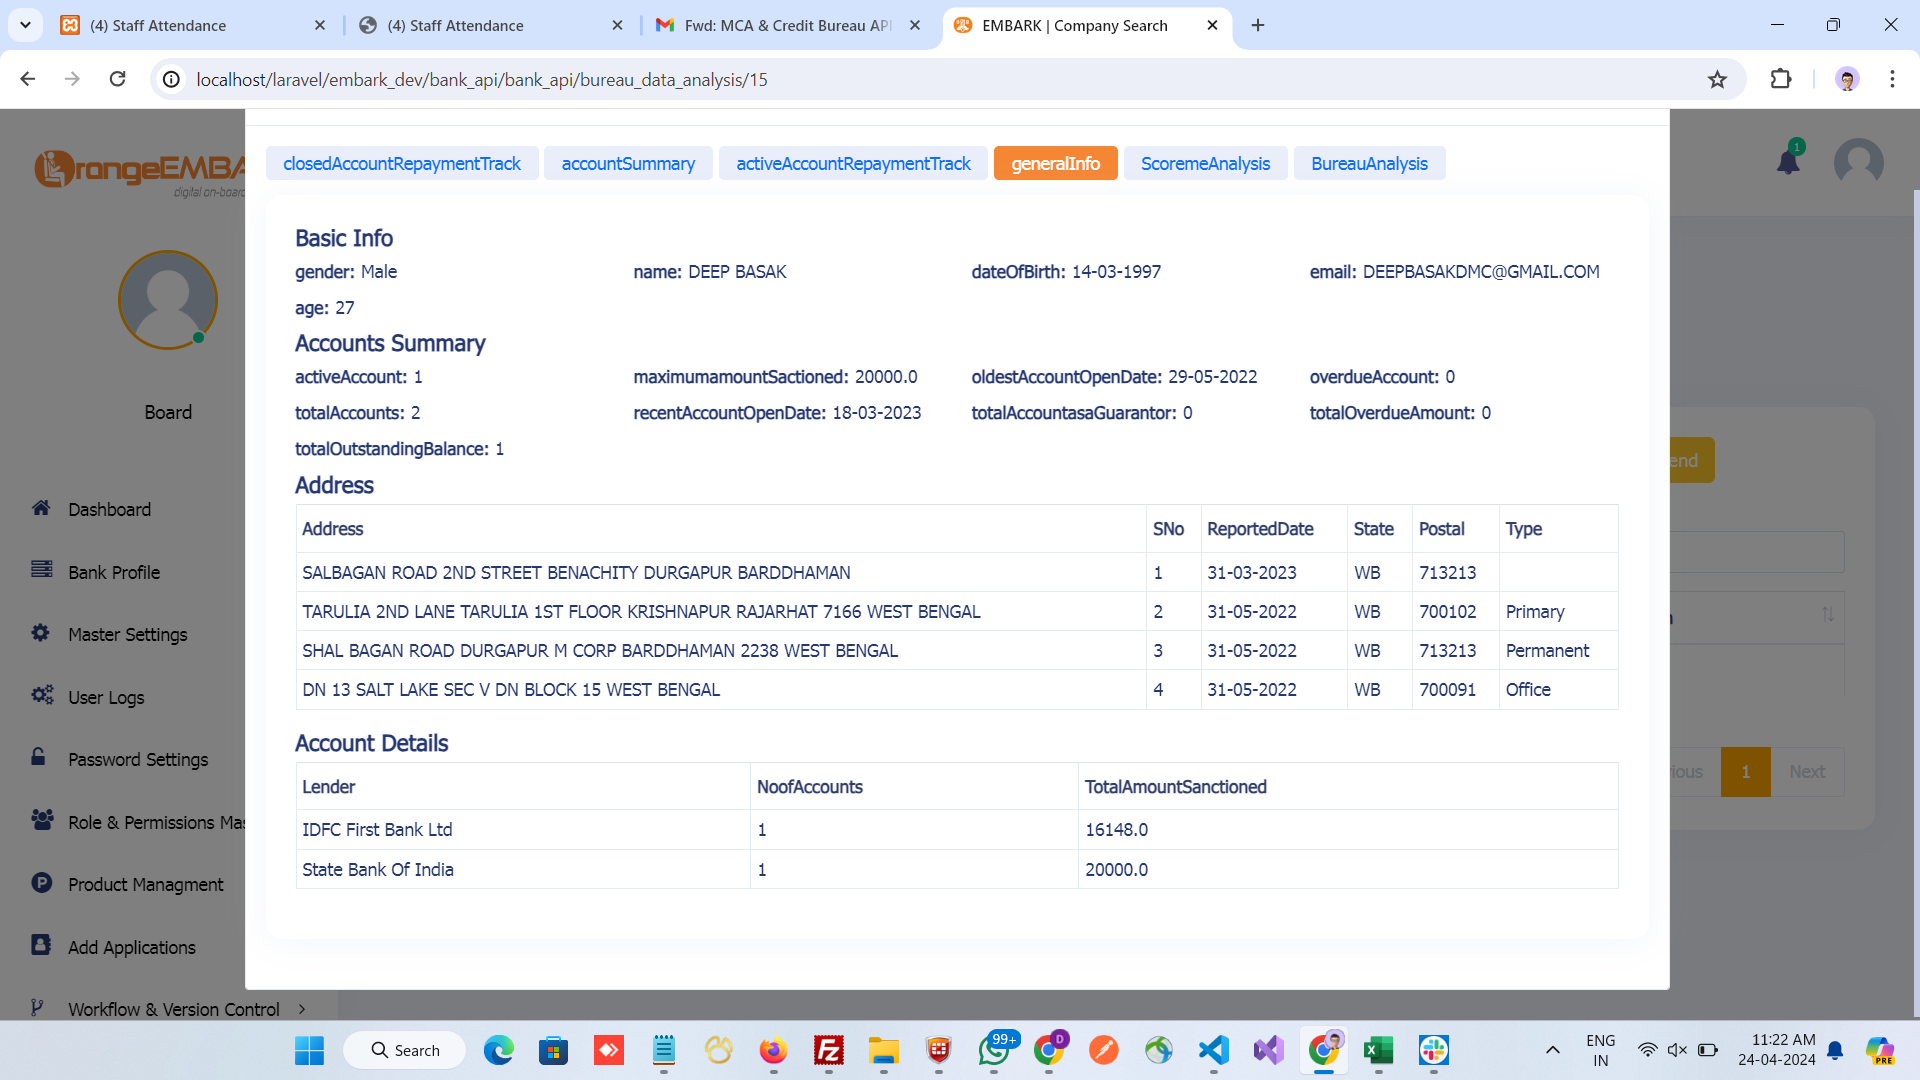 (4) Staff Attendance
(4) Staff Attendance
Fwd: MCA & Credit Bureau API
EMBARK | Company Search
localhost/laravel/embark_dev/bank_api/bank_api/bureau_data_analysis/15
rangeEMBA
digital on-board
closedAccountRepaymentTrack accountSummary activeAccountRepaymentTrack generalInfo ScoremeAnalysis BureauAnalysis
1
Basic Info
gender: Male name: DEEP BASAK dateOfBirth: 14-03-1997 email: DEEPBASAKDMC@GMAIL.COM
age: 27
Accounts Summary
activeAccount: 1 maximumamountSactioned: 20000.0 oldestAccountOpenDate: 29-05-2022 overdueAccount: 0
totalAccounts: 2 recentAccountOpenDate: 18-03-2023 totalAccountasaGuarantor: 0 totalOverdueAmount: 0
totalOutstandingBalance: 1
Address
Address SNo ReportedDate State Postal Type
SALBAGAN ROAD 2ND STREET BENACHITY DURGAPUR BARDDHAMAN 1 31-03-2023 WB 713213
TARULIA 2ND LANE TARULIA 1ST FLOOR KRISHNAPUR RAJARHAT 7166 WEST BENGAL 2 31-05-2022 WB 700102 Primary
SHAL BAGAN ROAD DURGAPUR M CORP BARDDHAMAN 2238 WEST BENGAL 3 31-05-2022 WB 713213 Permanent
DN 13 SALT LAKE SEC V DN BLOCK 15 WEST BENGAL 4 31-05-2022 WB 700091 Office
Account Details
Lender NoofAccounts TotalAmountSanctioned
IDFC First Bank Ltd 1 16148.0
State Bank Of India 1 20000.0
Board
Dashboard
Bank Profile
Master Settings
User Logs
Password Settings
Role & Permissions Mas
Product Managment
Add Applications
Workflow & Version Control
end
n
ious 1 Next
Search
99+
D
ENG
IN
11:22 AM
24-04-2024
PRE